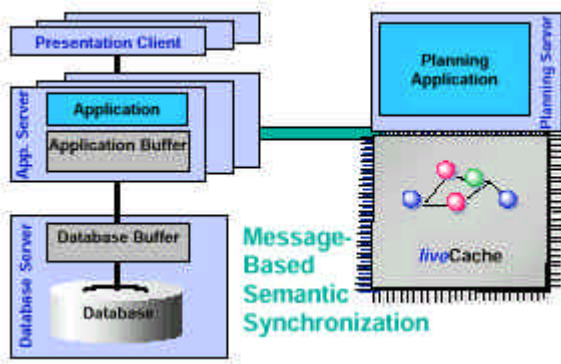 Presentation Client
App. Server
Application
Application Buffer
Database Server
Database Buffer
Database
Message-
Based
Semantic
Synchronization
Planning
Application
Planning Server
liveCache